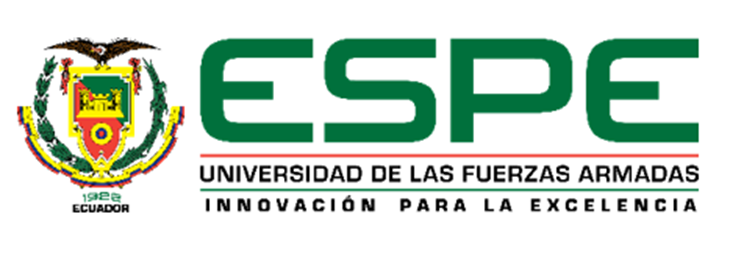 ESPE
UNIVERSIDAD DE LAS FUERZAS ARMADAS
INNOVACIÓN PARA LA EXCELENCIA
1922
ECUADOR